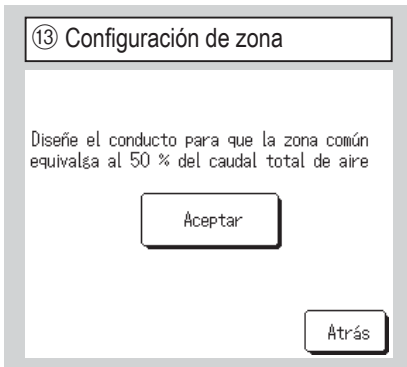 ⑬ Configuración de zona
Diseñe el conducto para que la zona común
equivalga al 50 % del caudal total de aire
Aceptar
Atrás